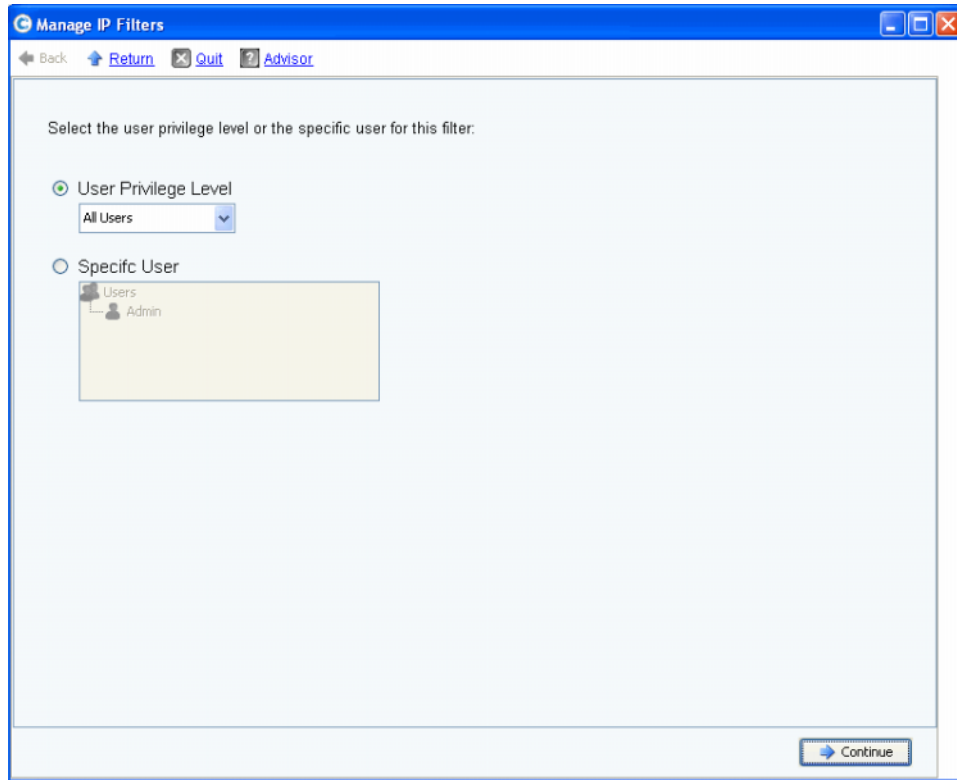 Manage IP Filters
Back Return Quit Advisor
Select the user privilege level or the specific user for this filter:
User Privilege Level
All Users
Specifc User
Users
Admin
Continue